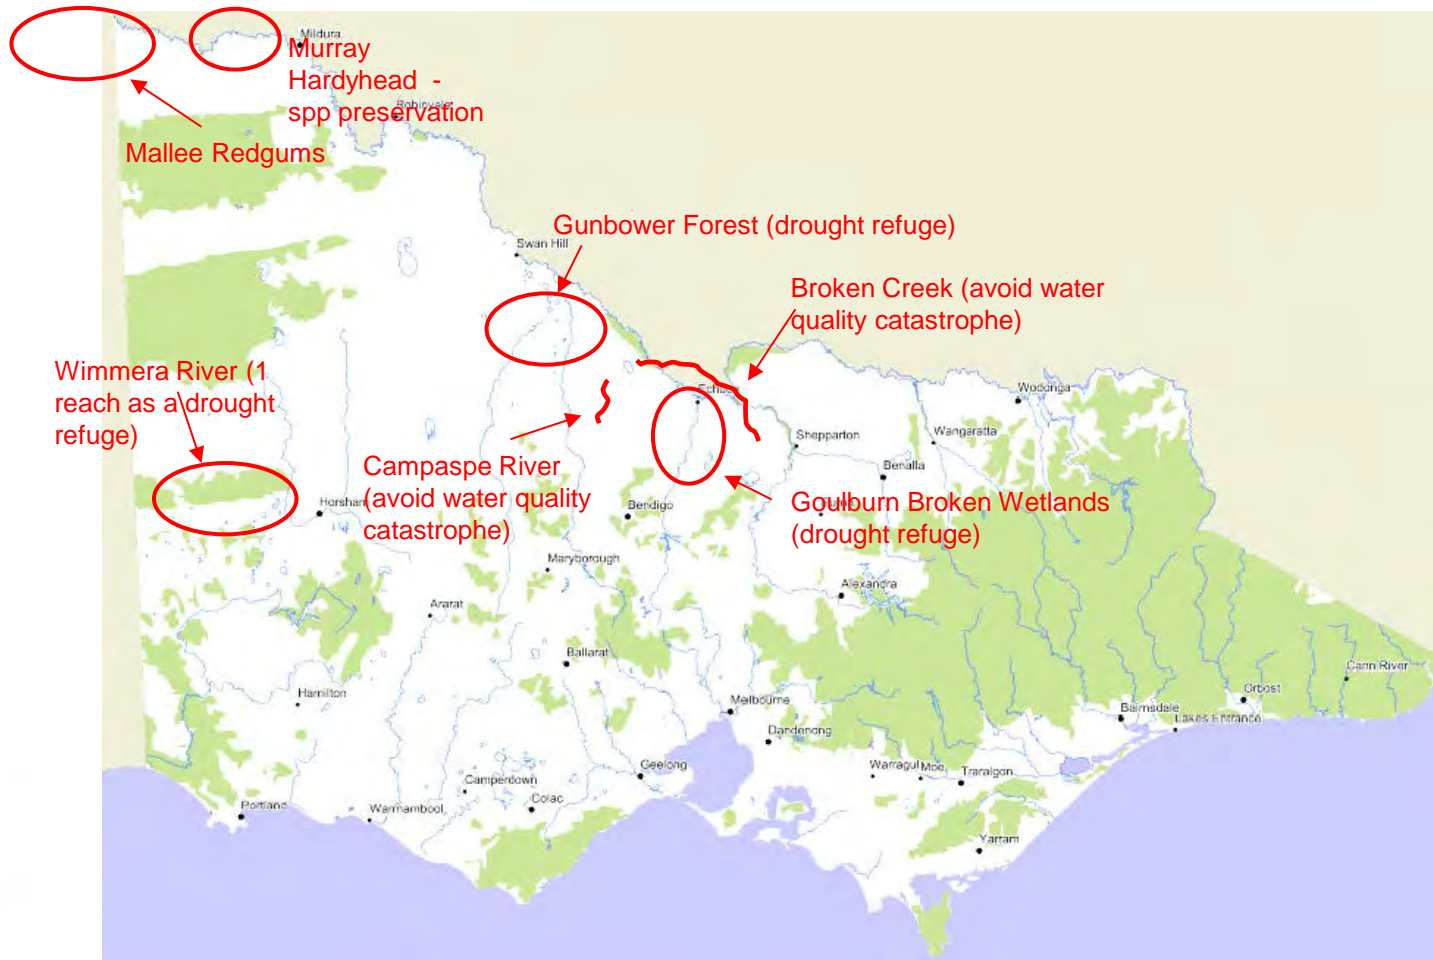 Mildura
Murray
Hardyhead -
spp preservation
Robinvale
Mallee Redgums
Gunbower Forest (drought refuge)
Swan Hill
Broken Creek (avoid water
quality catastrophe)
Wimmera River (1
reach as a drought
refuge)
Echuca
Wodonga
Shepparton
Wangaratta
Campaspe River
(avoid water quality
catastrophe)
Benalla
Horsham
Bendigo
Goulburn Broken Wetlands
(drought refuge)
Maryborough
Alexandra
Ararat
Ballarat
Cann River
Hamilton
Melbourne
Orbost
Bairnsdale
Lakes Entrance
Dandenong
Geelong
Warragul
Moe
Traralgon
Camperdown
Colac
Portland
Warrnambool
Yarram